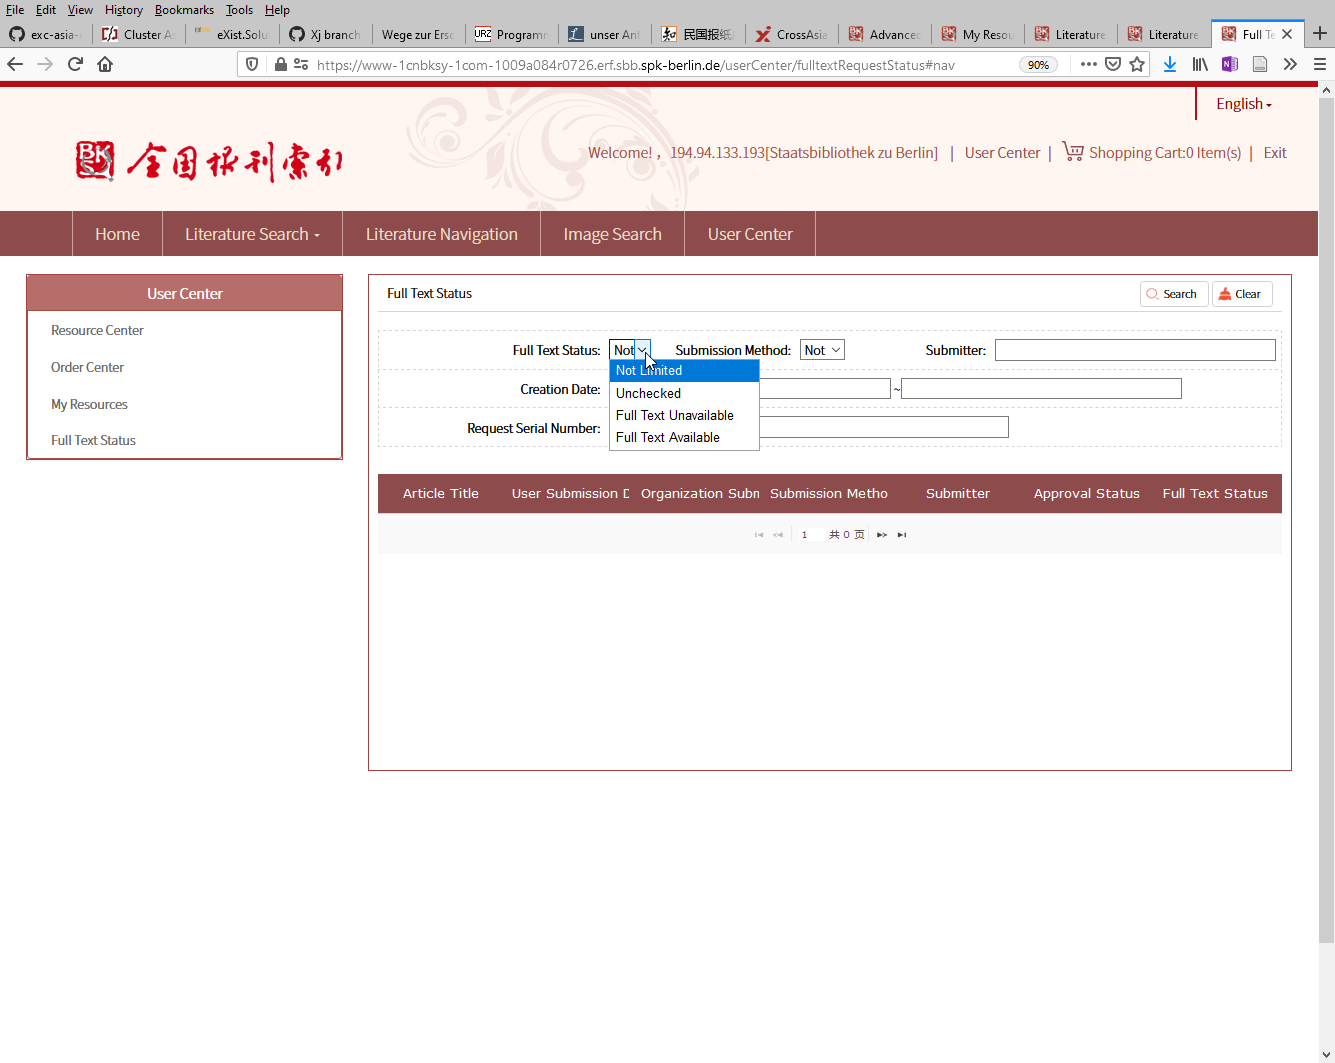 File Edit View History Bookmarks Tools Help
exc-asia- Cluster As eXist.Solu Xj branch Wege zur Ersc URZ Programm unser Ant 民国报纸 CrossAsia Advanced My Resou Literature Literature Full Te
https://www-1cnbksy-1com-1009a084r0726.erf.sbb.spk-berlin.de/userCenter/fulltextRequestStatus#nav 90%
English
全国报刊索引
Welcome! ，194.94.133.193[Staatsbibliothek zu Berlin] | User Center | Shopping Cart:0 Item(s) | Exit
Home Literature Search Literature Navigation Image Search User Center
User Center
Resource Center
Order Center
My Resources
Full Text Status
Full Text Status Search Clear
Full Text Status: Not Submission Method: Not Submitter:
Not Limited
Unchecked
Full Text Unavailable
Full Text Available
Creation Date: ~
Request Serial Number:
Article Title User Submission D Organization Subm Submission Metho Submitter Approval Status Full Text Status
1 共 0 页